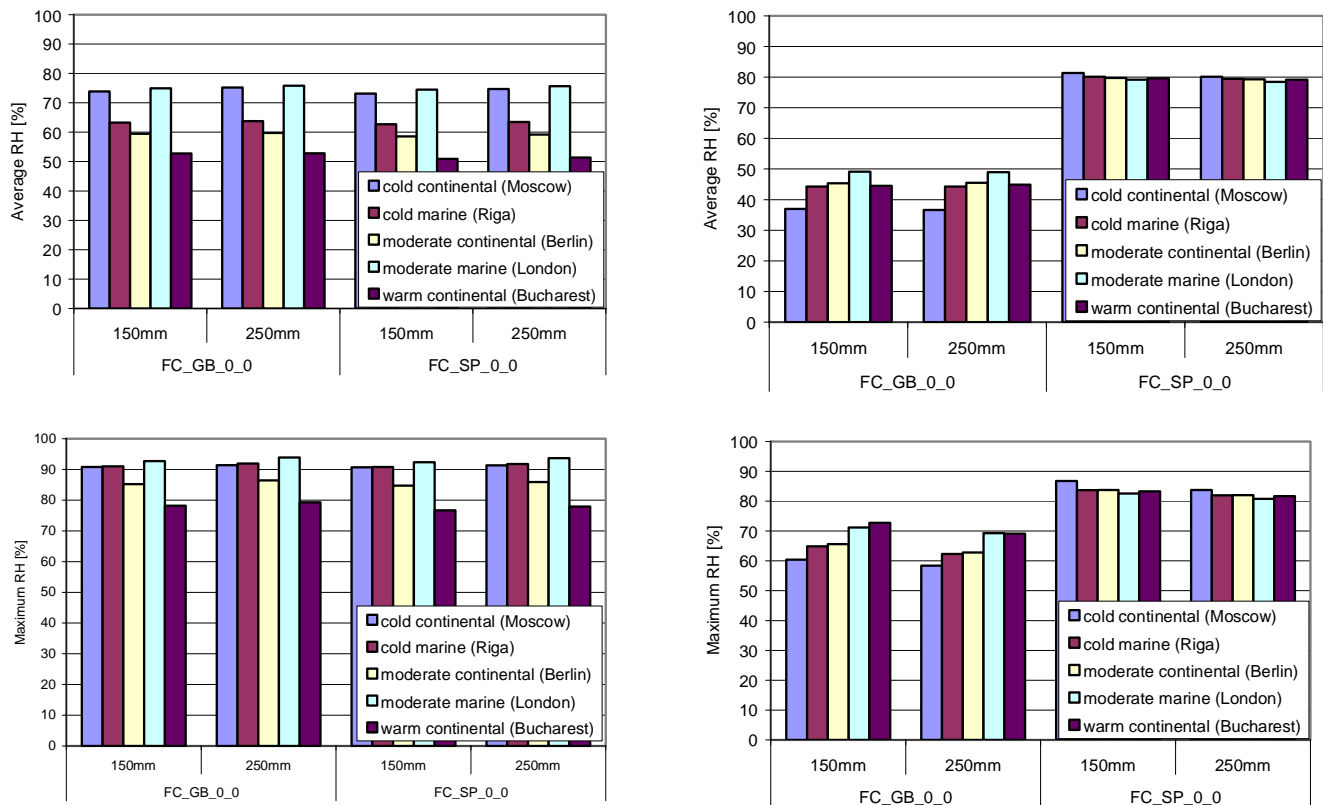 100
90
80
70
60
50
40
30
20
10
0
Average RH [%]
cold continental (Moscow)
cold marine (Riga)
moderate continental (Berlin)
moderate marine (London)
warm continental (Bucharest)
150mm 250mm 150mm 250mm
FC_GB_0_0 FC_SP_0_0
100
90
80
70
60
50
40
30
20
10
0
Average RH [%]
cold continental (Moscow)
cold marine (Riga)
moderate continental (Berlin)
moderate marine (London)
warm continental (Bucharest)
150mm 250mm 150mm 250mm
FC_GB_0_0 FC_SP_0_0
100
90
80
70
60
50
40
30
20
10
0
Maximum RH [%]
cold continental (Moscow)
cold marine (Riga)
moderate continental (Berlin)
moderate marine (London)
warm continental (Bucharest)
150mm 250mm 150mm 250mm
FC_GB_0_0 FC_SP_0_0
100
90
80
70
60
50
40
30
20
10
0
Maximum RH [%]
cold continental (Moscow)
cold marine (Riga)
moderate continental (Berlin)
moderate marine (London)
warm continental (Bucharest)
150mm 250mm 150mm 250mm
FC_GB_0_0 FC_SP_0_0